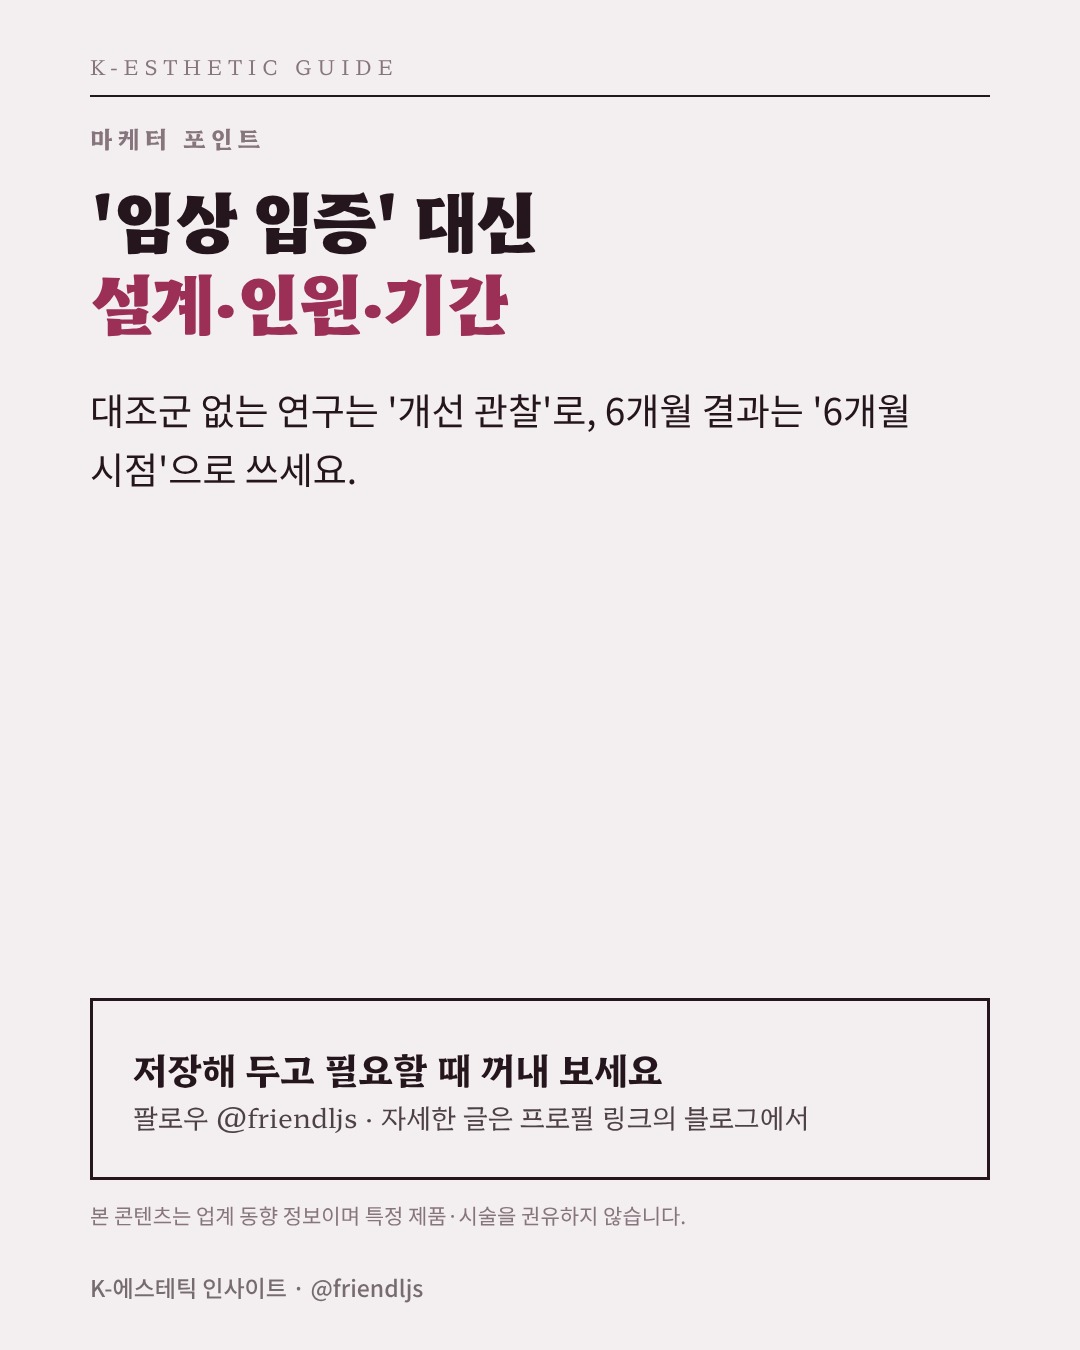 K-ESTHETIC GUIDE
마케터 포인트
'임상 입증' 대신
설계·인원·기간
대조군 없는 연구는 '개선 관찰'로, 6개월 결과는 '6개월
시점'으로 쓰세요.
저장해 두고 필요할 때 꺼내 보세요
팔로우 @friendljs · 자세한 글은 프로필 링크의 블로그에서
본 콘텐츠는 업계 동향 정보이며 특정 제품·시술을 권유하지 않습니다.
K-에스테틱 인사이트 · @friendljs